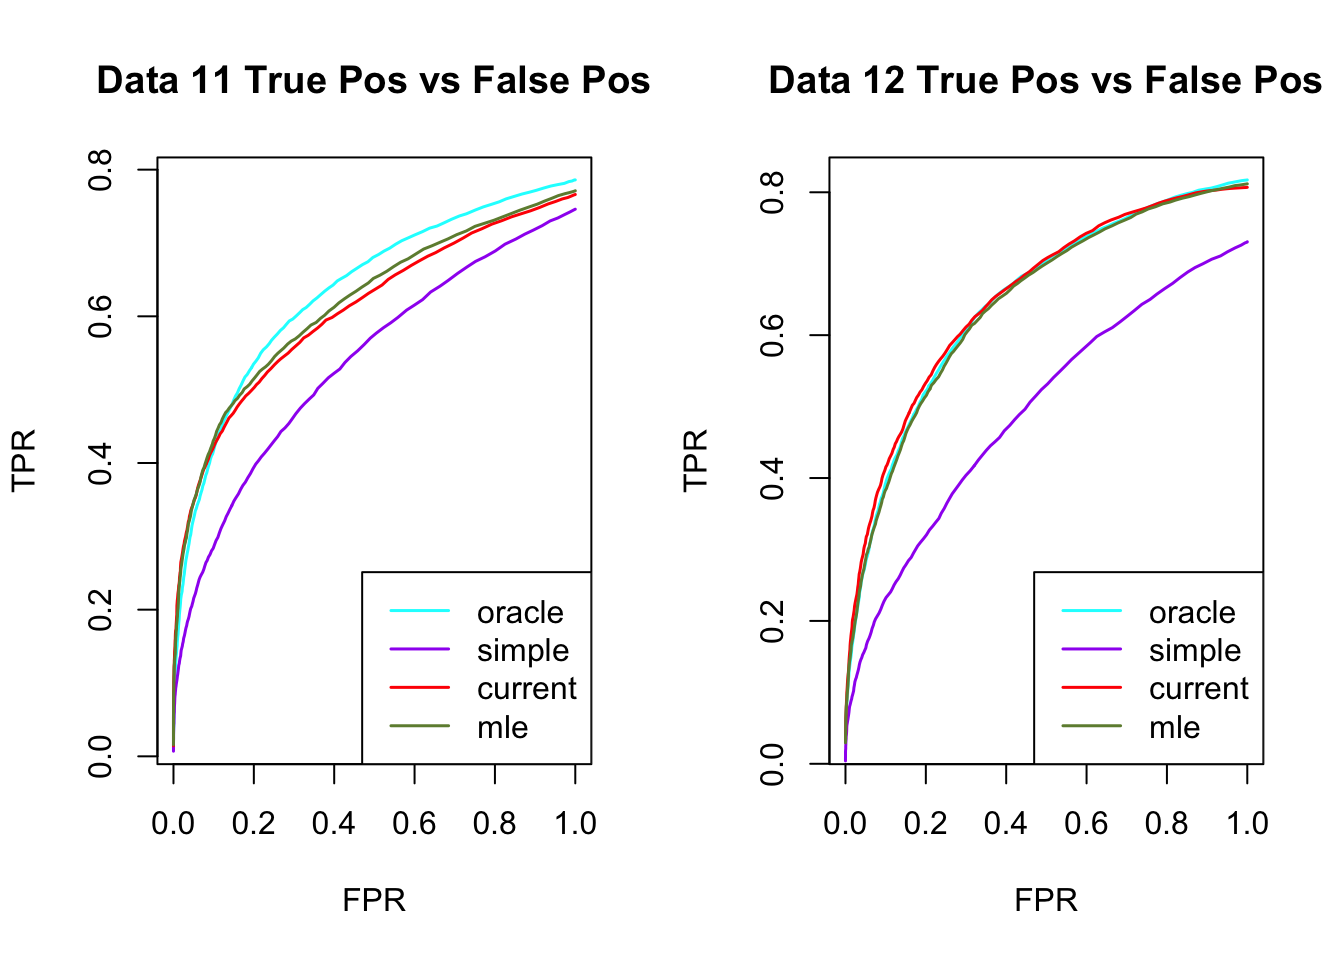 Data 11 True Pos vs False Pos
TPR
0.0 0.2 0.4 0.6 0.8
oracle
simple
current
mle
0.0 0.2 0.4 0.6 0.8 1.0
FPR
Data 12 True Pos vs False Pos
TPR
0.0 0.2 0.4 0.6 0.8
oracle
simple
current
mle
0.0 0.2 0.4 0.6 0.8 1.0
FPR